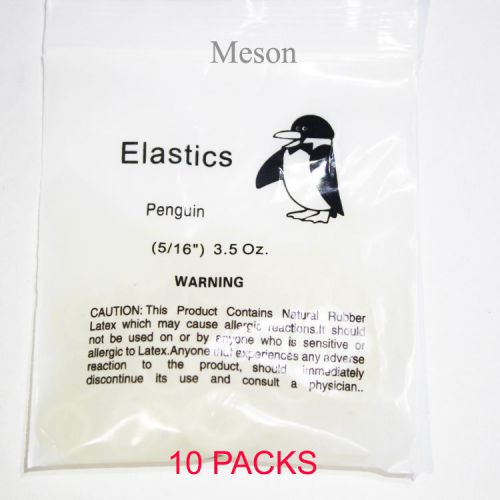 Meson
Elastics
Penguin
(5/16") 3.5 Oz.
WARNING
CAUTION: This Product Contains Natural Rubber
Latex which may cause allergic reactions.It should
not be used on or by anyone who is sensitive or
allergic to Latex.Anyone that experiences any adverse
reaction to the product, should immediately
discontinue its use and consult a physician..
10 PACKS